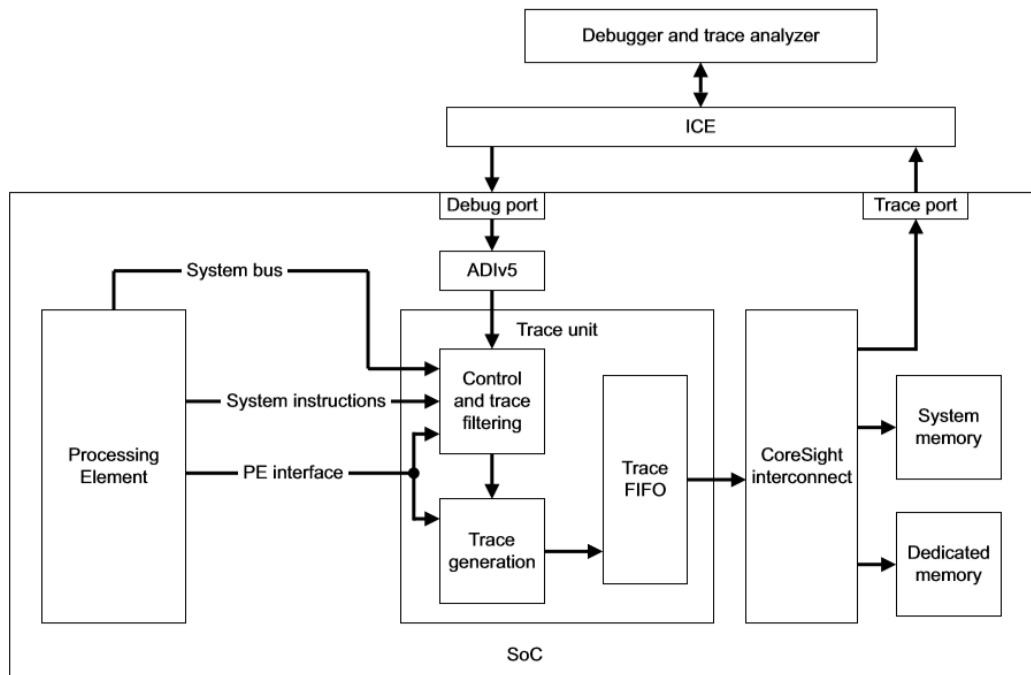 Debugger and trace analyzer
ICE
Debug port
Trace port
ADIv5
System bus
Trace unit
Control
and trace
filtering
System instructions
System
memory
Processing
Element
PE interface
Trace
FIFO
CoreSight
interconnect
Trace
generation
Dedicated
memory
SoC